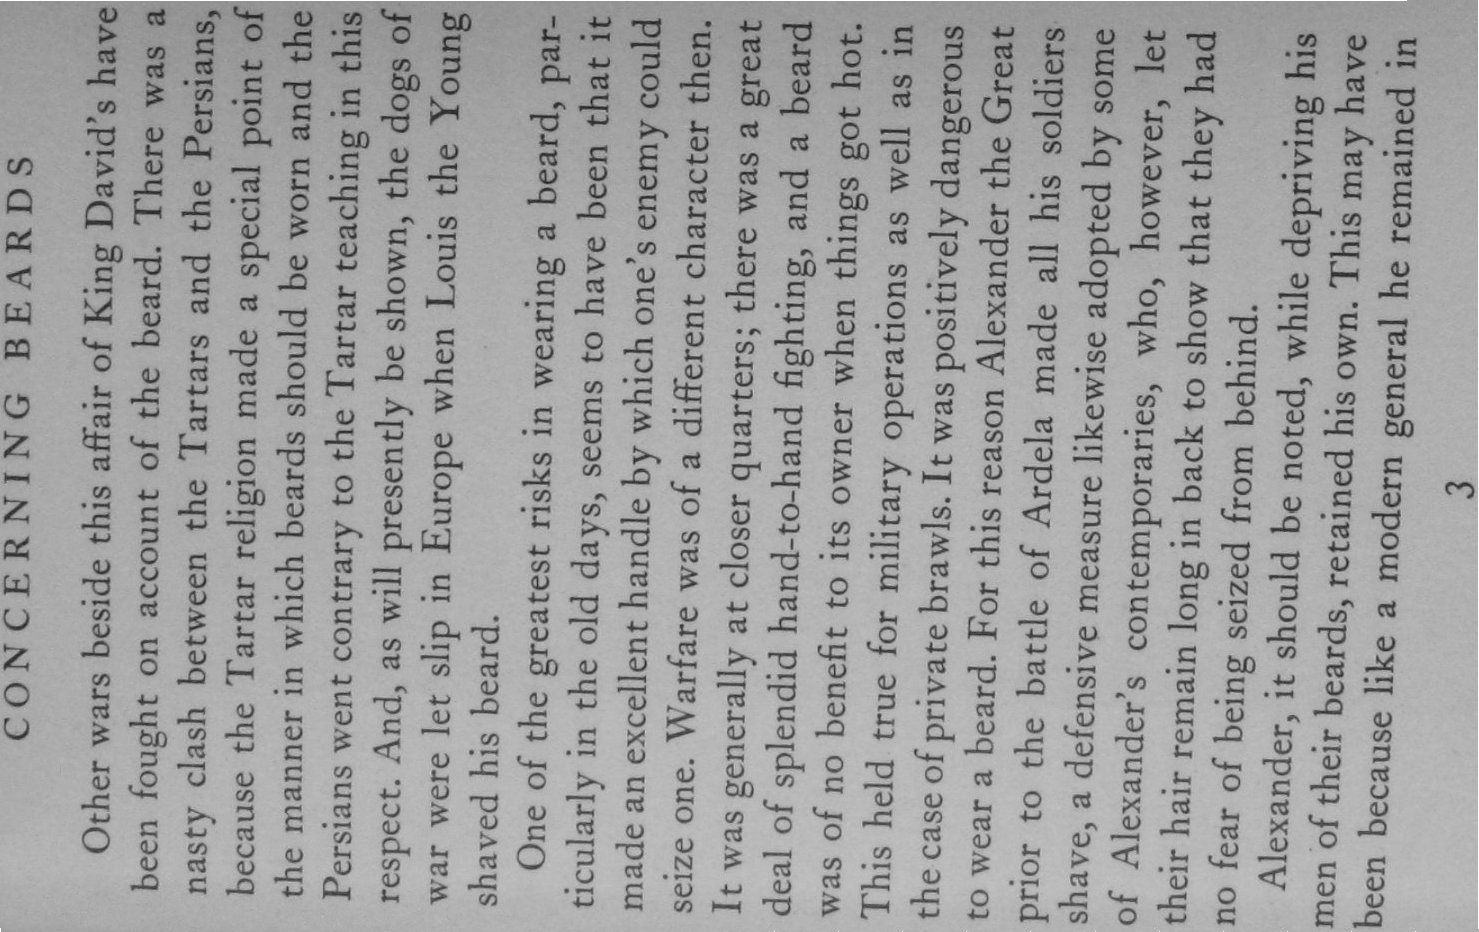 CONCERNING BEARDS
Other wars beside this affair of King David's have
been fought on account of the beard. There was a
nasty clash between the Tartars and the Persians,
because the Tartar religion made a special point of
the manner in which beards should be worn and the
Persians went contrary to the Tartar teaching in this
respect. And, as will presently be shown, the dogs of
war were let slip in Europe when Louis the Young
shaved his beard.
One of the greatest risks in wearing a beard, par-
ticularly in the old days, seems to have been that it
made an excellent handle by which one's enemy could
seize one. Warfare was of a different character then.
It was generally at closer quarters; there was a great
deal of splendid hand-to-hand fighting, and a beard
was of no benefit to its owner when things got hot.
This held true for military operations as well as in
the case of private brawls. It was positively dangerous
to wear a beard. For this reason Alexander the Great
prior to the battle of Ardela made all his soldiers
shave, a defensive measure likewise adopted by some
of Alexander's contemporaries, who, however, let
their hair remain long in back to show that they had
no fear of being seized from behind.
Alexander, it should be noted, while depriving his
men of their beards, retained his own. This may have
been because like a modern general he remained in
3